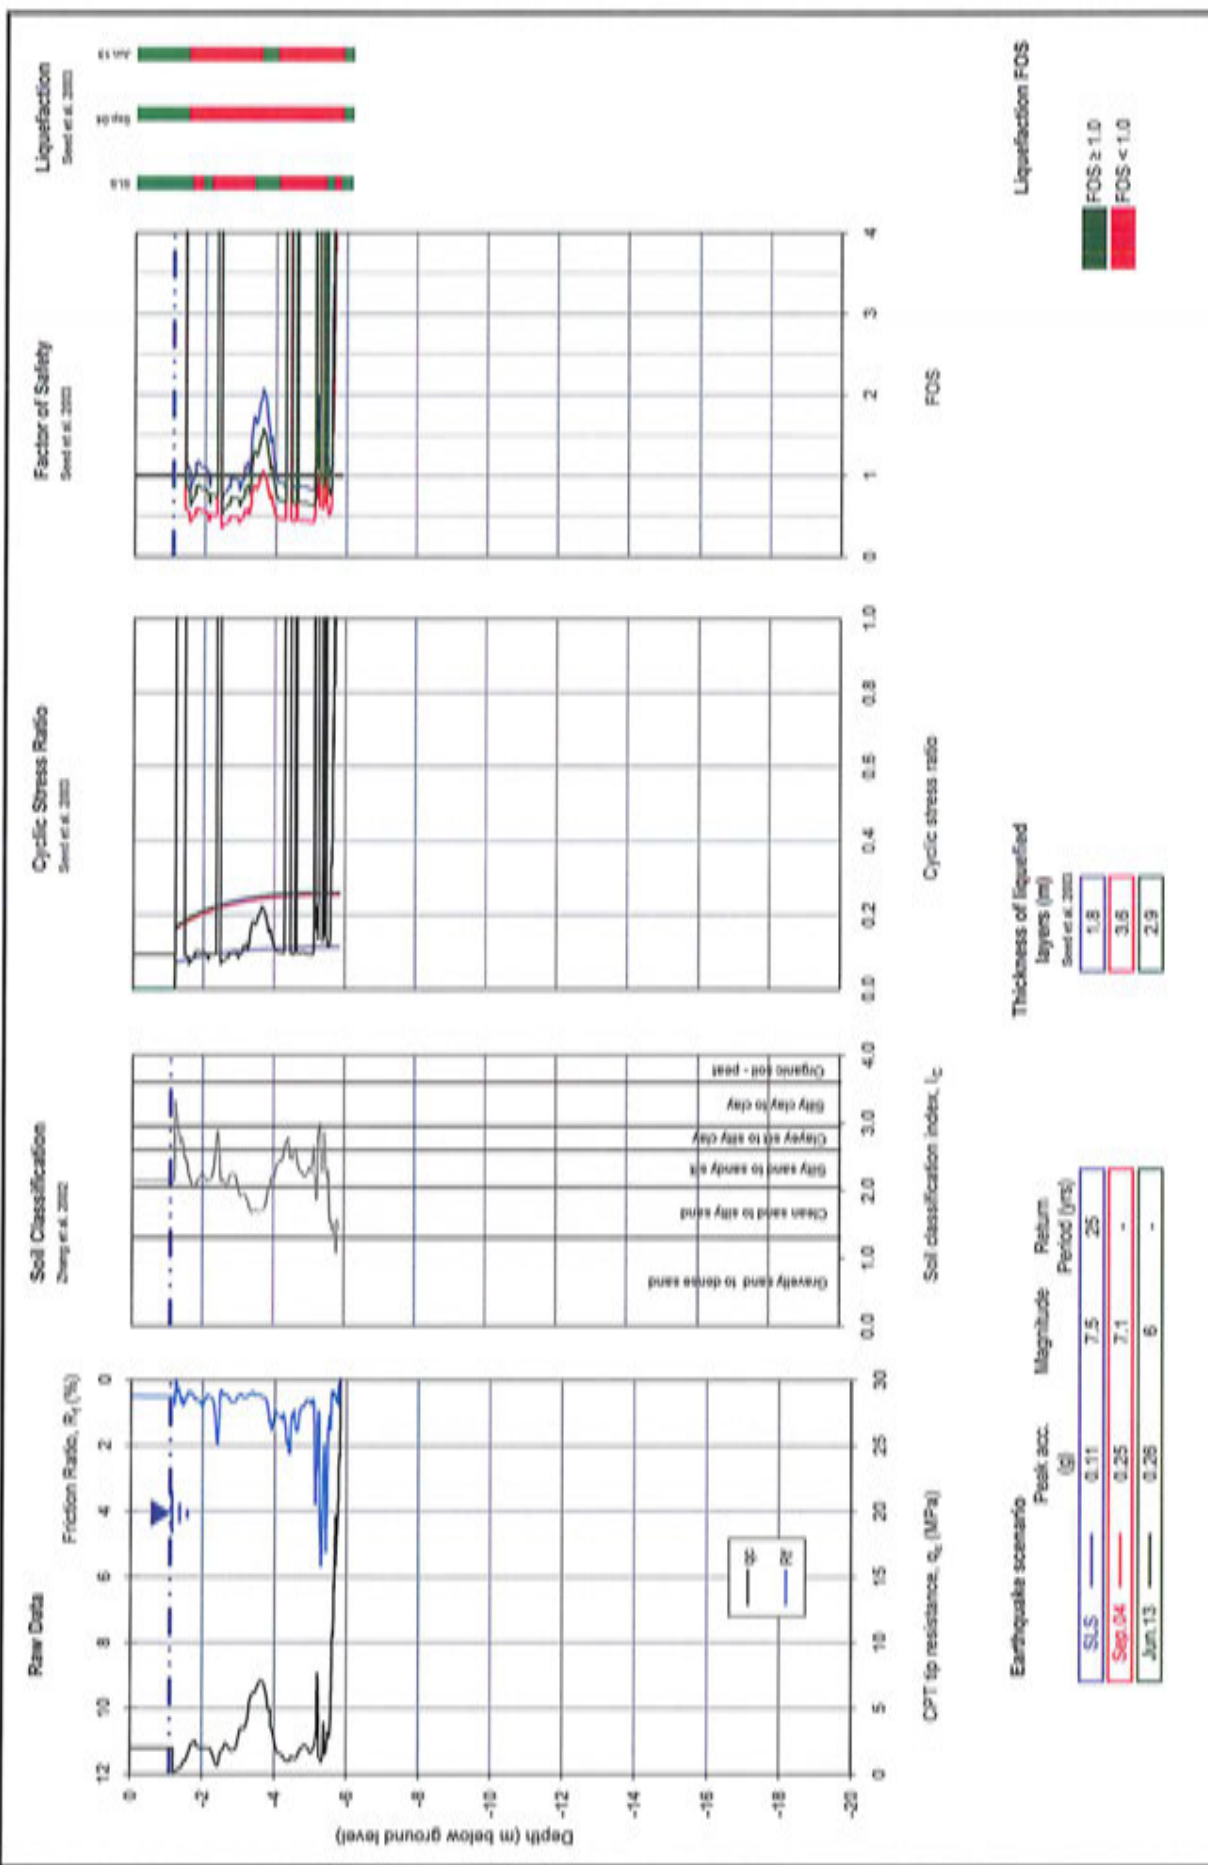 Raw Data
Friction Ratio, Rf (%)
12 10 8 6 4 2 0
0
-2
-4
-6
-8
-10
-12
-14
-16
-18
-20
Depth (m below ground level)
qc
Rf
0 5 10 15 20 25 30
CPT tip resistance, qc (MPa)
Soil Classification
Zhang et al. 2002
Gravelly sand to dense sand
Clean sand to silty sand
Silty sand to sandy silt
Clayey silt to silty clay
Silty clay to clay
Organic soil - peat
0.0 1.0 2.0 3.0 4.0
Soil classification index, IC
Cyclic Stress Ratio
Seed et al. 2003
0.0 0.2 0.4 0.6 0.8 1.0
Cyclic stress ratio
Factor of Safety
Seed et al. 2003
0 1 2 3 4
FOS
Liquefaction
Seed et al. 2003
SLS Sep.04 Jun.13
Earthquake scenario
Peak acc. (g) Magnitude Return Period (yrs)
SLS 0.11 7.5 25
Sep.04 0.25 7.1 -
Jun.13 0.26 6 -
Thickness of liquefied
layers (m)
Seed et al. 2003
1.8
3.6
2.9
Liquefaction FOS
FOS ≥ 1.0
FOS < 1.0